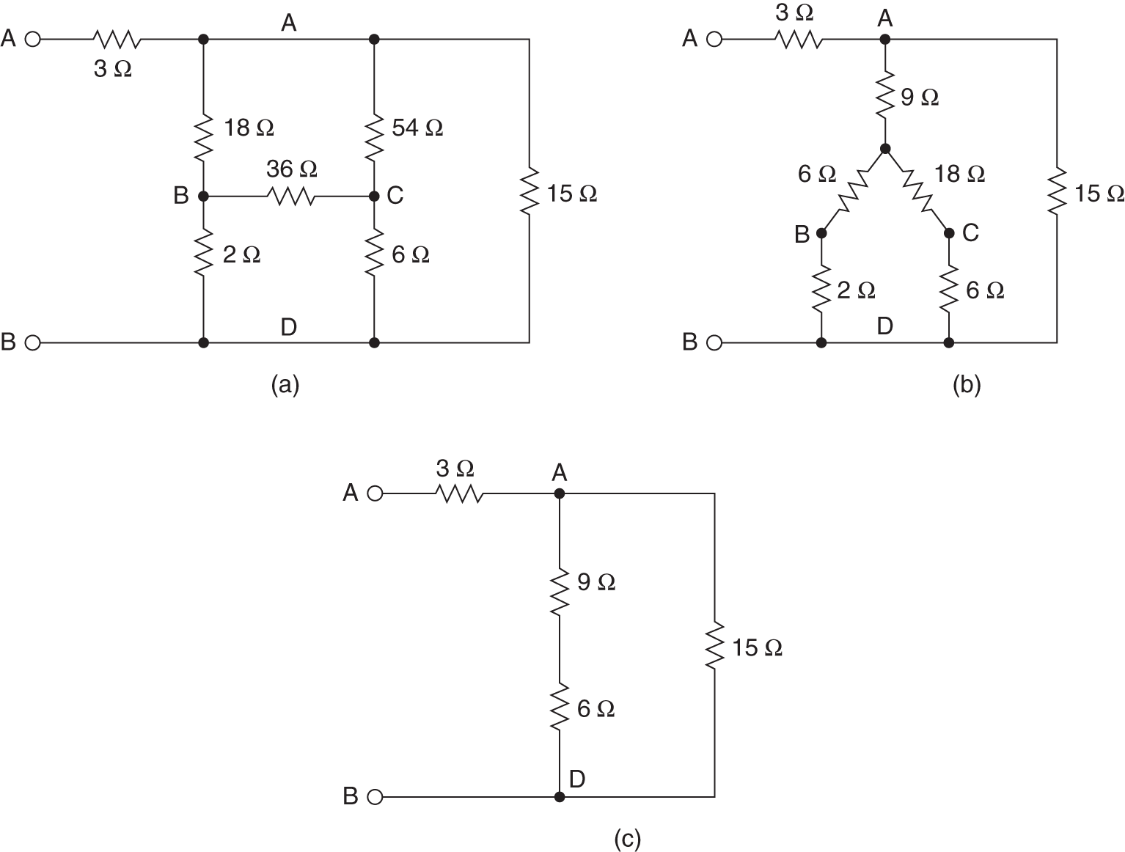 A 3 Ω A
18 Ω 54 Ω
36 Ω
B C 15 Ω
2 Ω 6 Ω
B D
(a)
3 Ω A
A
9 Ω
6 Ω 18 Ω 15 Ω
B C
2 Ω 6 Ω
B D
(b)
3 Ω A
A
9 Ω
15 Ω
6 Ω
B D
(c)